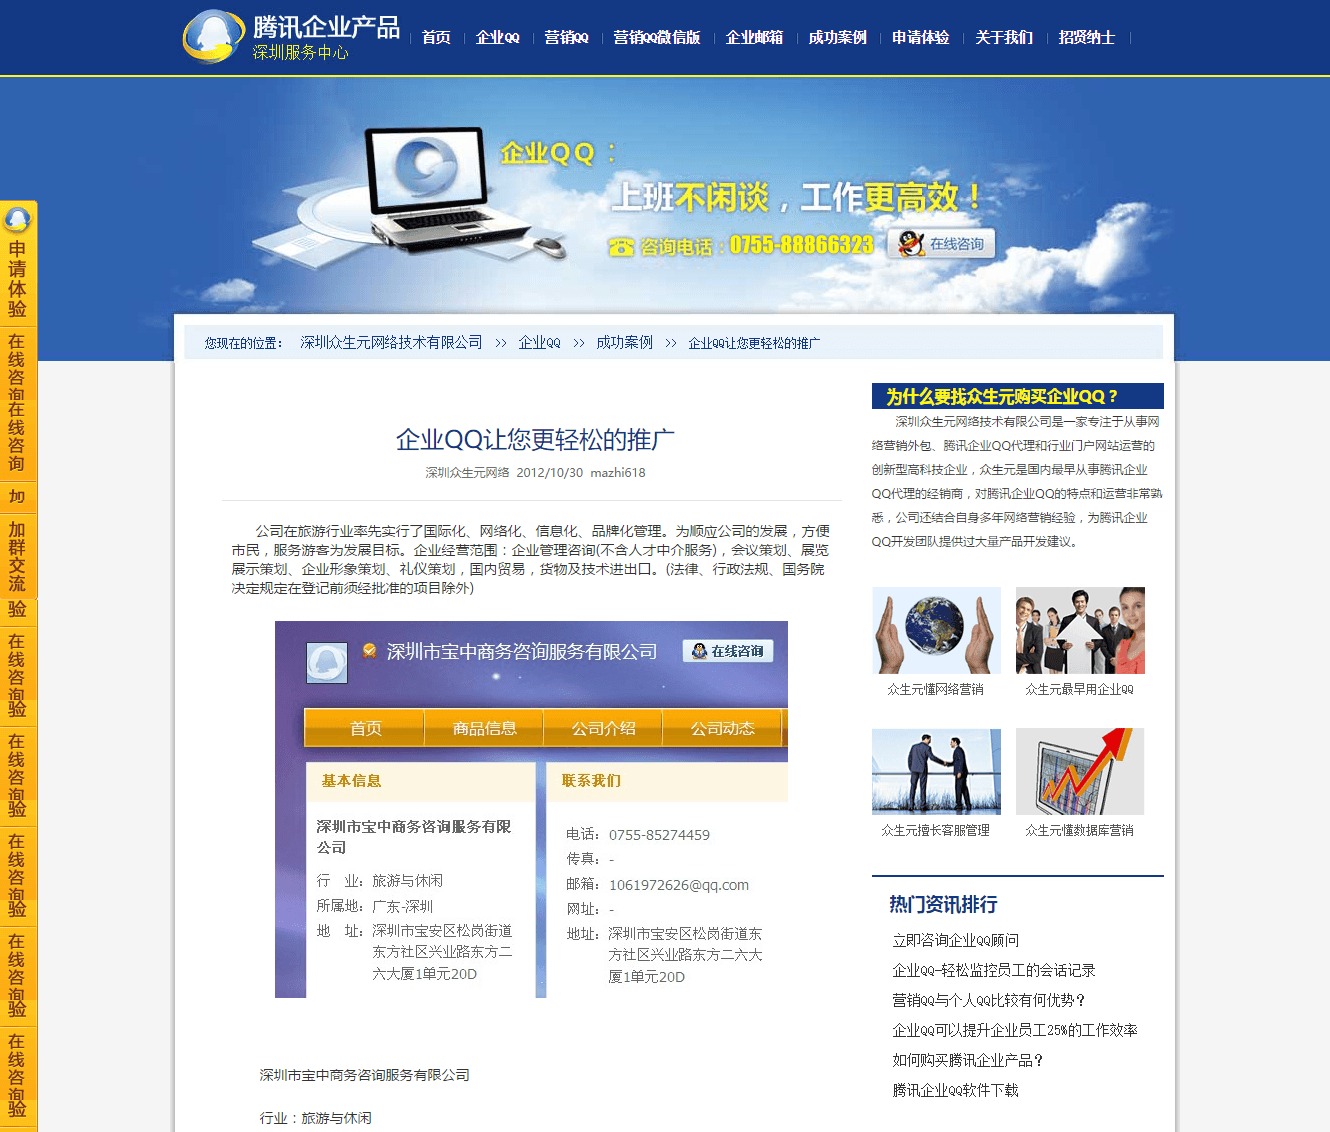 腾讯企业产品
深圳服务中心
首页
企业QQ
营销QQ
营销QQ微信版
企业邮箱
成功案例
申请体验
关于我们
招贤纳士
企业QQ：
上班不闲谈，工作更高效！
咨询电话：0755-88866323
在线咨询
申请体验
在线咨询
在线咨询
加
加群交流
验
在线咨询
验
在线咨询
验
在线咨询
验
在线咨询
验
在线咨询
验
您现在的位置： 深圳众生元网络技术有限公司 >> 企业QQ >> 成功案例 >> 企业QQ让您更轻松的推广
企业QQ让您更轻松的推广
深圳众生元网络 2012/10/30 mazhi618
公司在旅游行业率先实行了国际化、网络化、信息化、品牌化管理。为顺应公司的发展，方便
市民，服务游客为发展目标。企业经营范围：企业管理咨询(不含人才中介服务)，会议策划、展览
展示策划、企业形象策划、礼仪策划，国内贸易，货物及技术进出口。(法律、行政法规、国务院
决定规定在登记前须经批准的项目除外)
深圳市宝中商务咨询服务有限公司
在线咨询
首页
商品信息
公司介绍
公司动态
基本信息
深圳市宝中商务咨询服务有限
公司
行 业：旅游与休闲
所属地：广东-深圳
地 址：深圳市宝安区松岗街道
东方社区兴业路东方二
六大厦1单元20D
联系我们
电话：0755-85274459
传真：-
邮箱：1061972626@qq.com
网址：-
地址：深圳市宝安区松岗街道东
方社区兴业路东方二六大
厦1单元20D
深圳市宝中商务咨询服务有限公司
行业：旅游与休闲
为什么要找众生元购买企业QQ？
深圳众生元网络技术有限公司是一家专注于从事网
络营销外包、腾讯企业QQ代理和行业门户网站运营的
创新型高科技企业，众生元是国内最早从事腾讯企业
QQ代理的经销商，对腾讯企业QQ的特点和运营非常熟
悉，公司还结合自身多年网络营销经验，为腾讯企业
QQ开发团队提供过大量产品开发建议。
众生元懂网络营销
众生元最早用企业QQ
众生元擅长客服管理
众生元懂数据库营销
热门资讯排行
立即咨询企业QQ顾问
企业QQ-轻松监控员工的会话记录
营销QQ与个人QQ比较有何优势？
企业QQ可以提升企业员工25%的工作效率
如何购买腾讯企业产品？
腾讯企业QQ软件下载